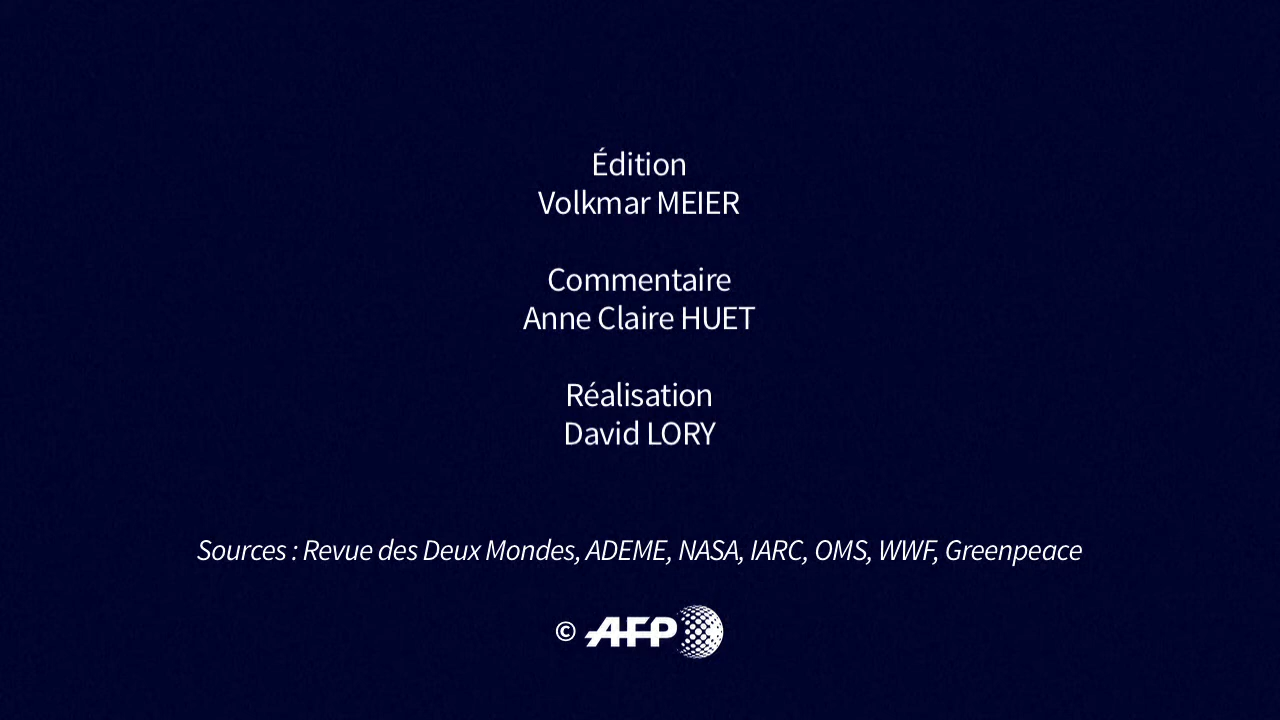 Édition
Volkmar MEIER
Commentaire
Anne Claire HUET
Réalisation
David LORY
Sources : Revue des Deux Mondes, ADEME, NASA, IARC, OMS, WWF, Greenpeace
© AFP